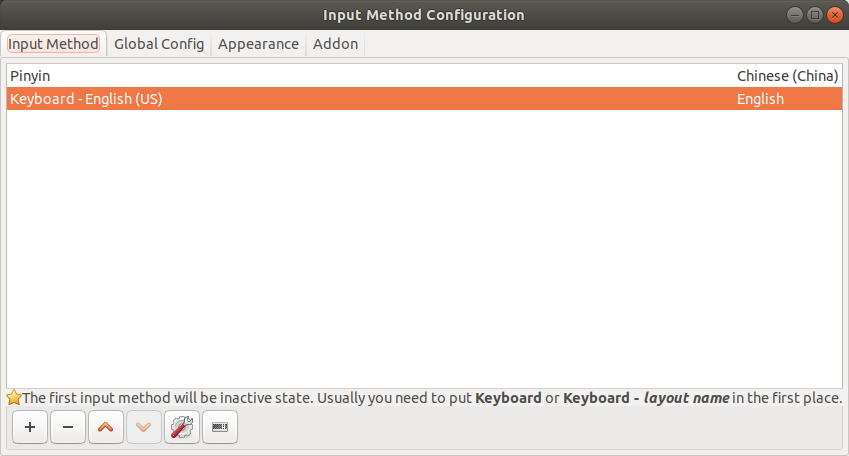 Input Method Configuration
Input Method Global Config Appearance Addon
Pinyin Chinese (China)
Keyboard - English (US) English
The first input method will be inactive state. Usually you need to put Keyboard or Keyboard - layout name in the first place.